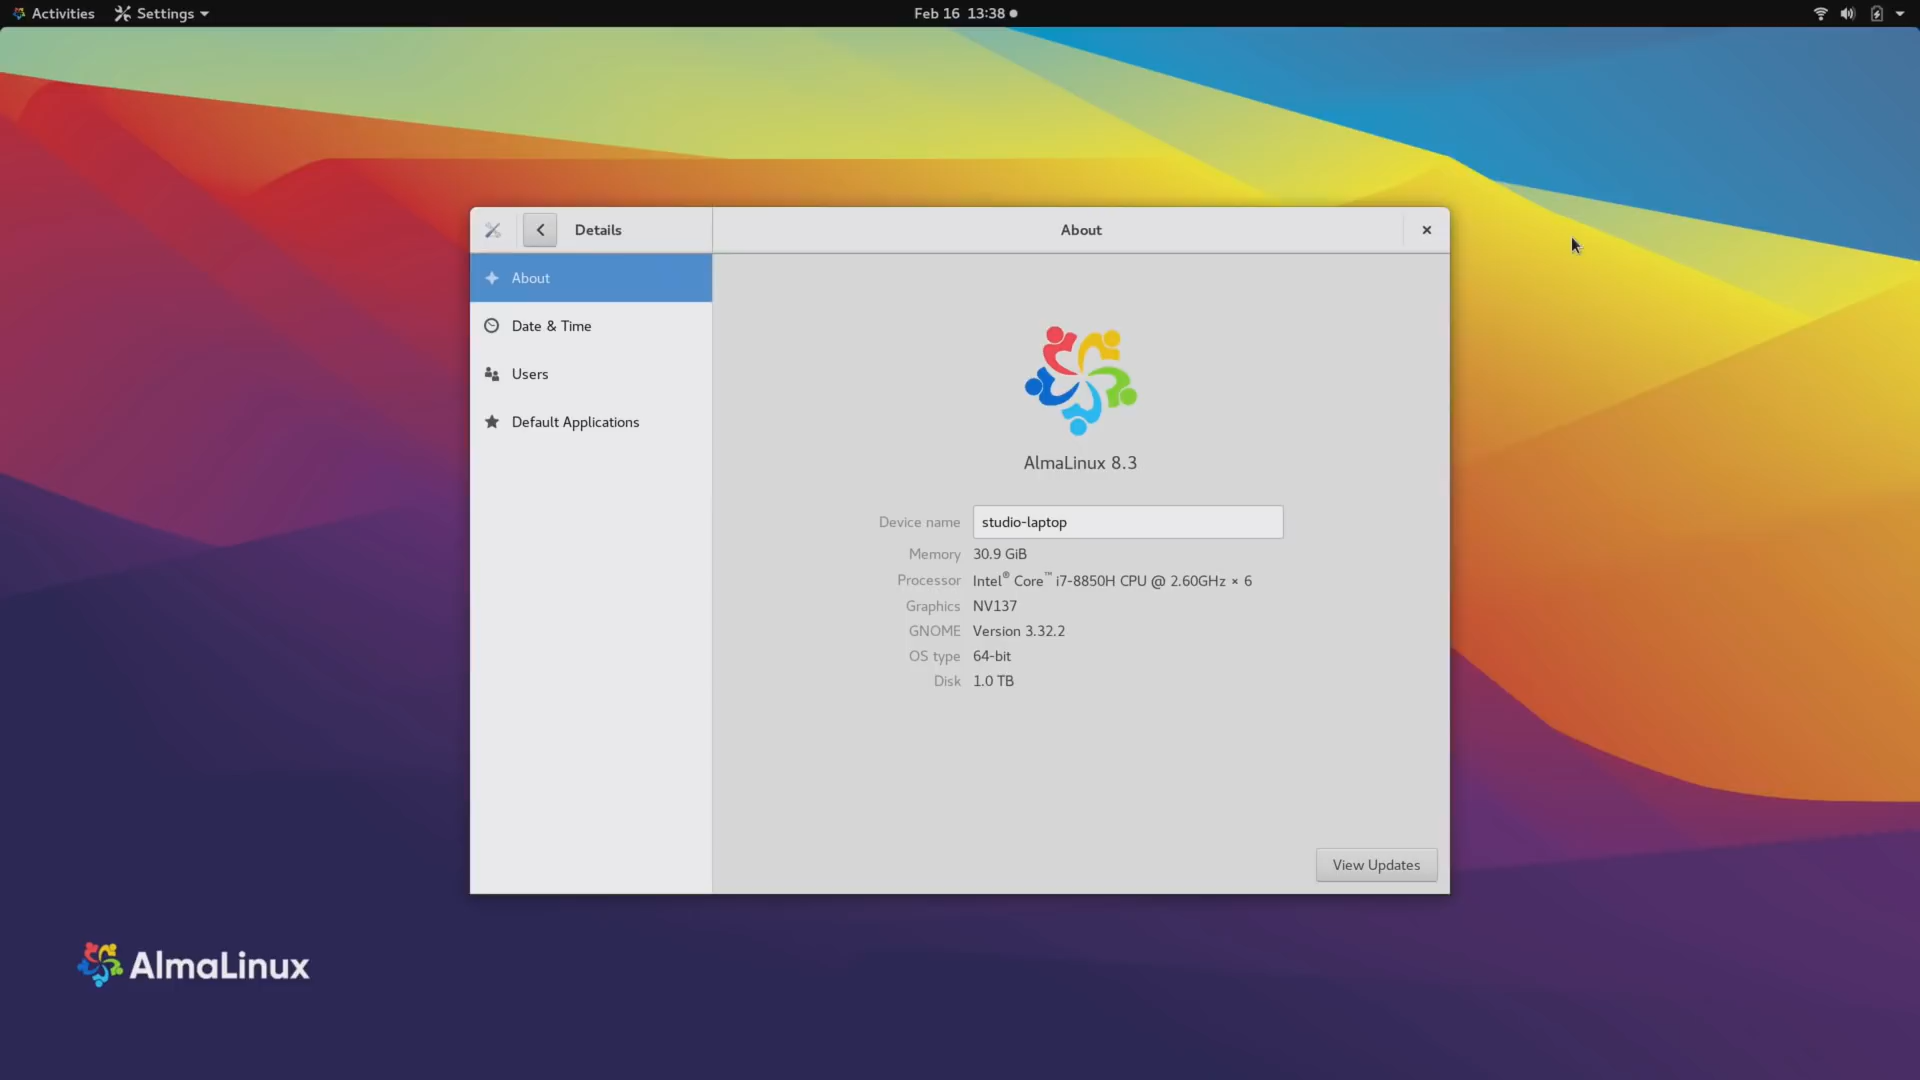 Activities Settings Feb 16 13:38
Details About
About
Date & Time
Users
Default Applications
AlmaLinux 8.3
Device name studio-laptop
Memory 30.9 GiB
Processor Intel® Core™ i7-8850H CPU @ 2.60GHz × 6
Graphics NV137
GNOME Version 3.32.2
OS type 64-bit
Disk 1.0 TB
View Updates
AlmaLinux